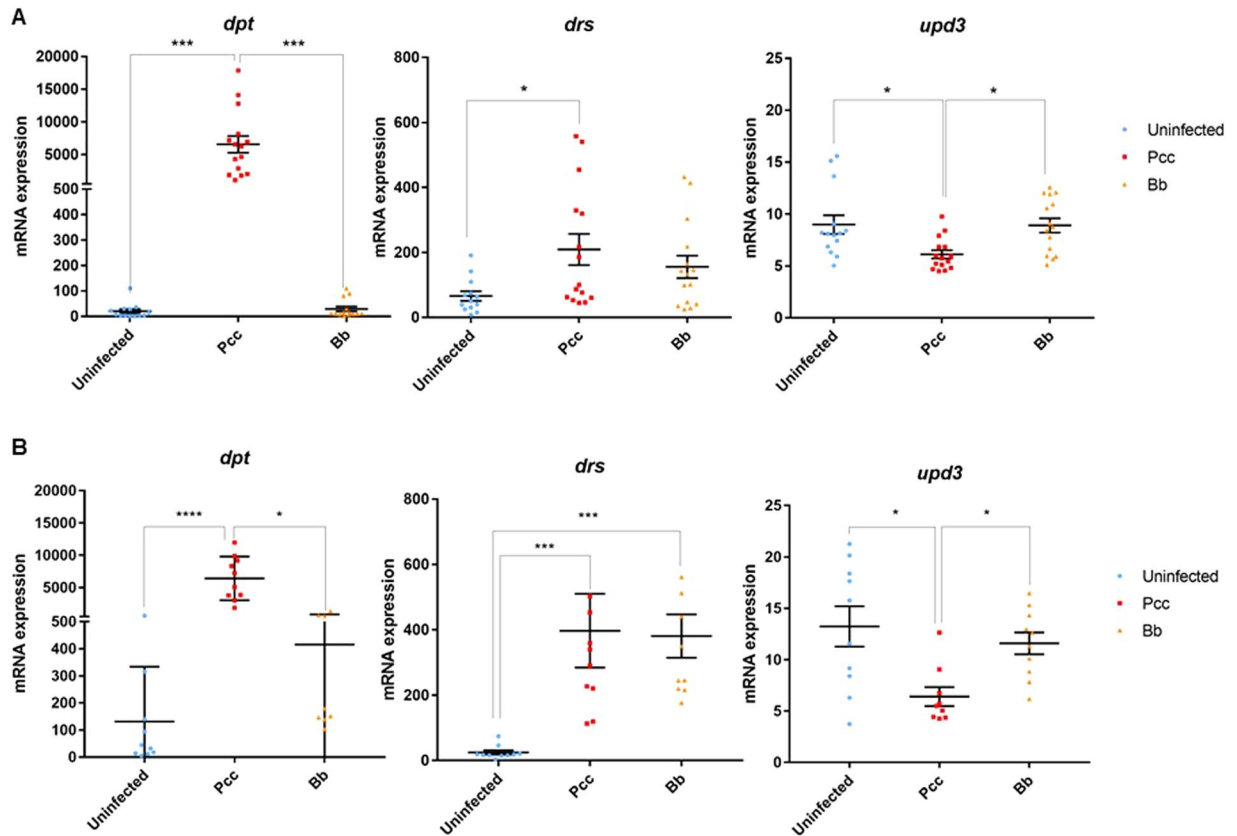 A
dpt
drs
upd3
mRNA expression
20000
15000
10000
5000
500
400
300
200
100
0
***
***
Uninfected
Pcc
Bb
mRNA expression
800
600
400
200
0
*
Uninfected
Pcc
Bb
mRNA expression
25
20
15
10
5
0
*
*
Uninfected
Pcc
Bb
Uninfected
Pcc
Bb
B
dpt
drs
upd3
mRNA expression
20000
15000
10000
5000
500
400
300
200
100
0
****
*
Uninfected
Pcc
Bb
mRNA expression
800
600
400
200
0
***
***
Uninfected
Pcc
Bb
mRNA expression
25
20
15
10
5
0
*
*
Uninfected
Pcc
Bb
Uninfected
Pcc
Bb